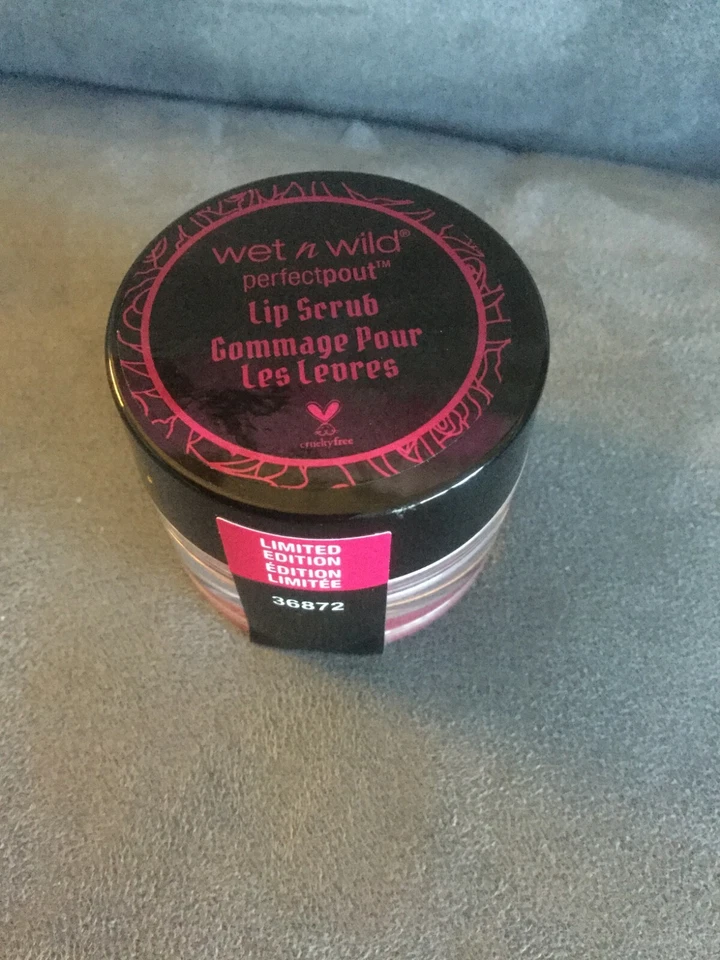 wet n wild®
perfectpout™
Lip Scrub
Gommage Pour
Les Levres
crueltyfree
LIMITED
EDITION
ÉDITION
LIMITÉE
36872